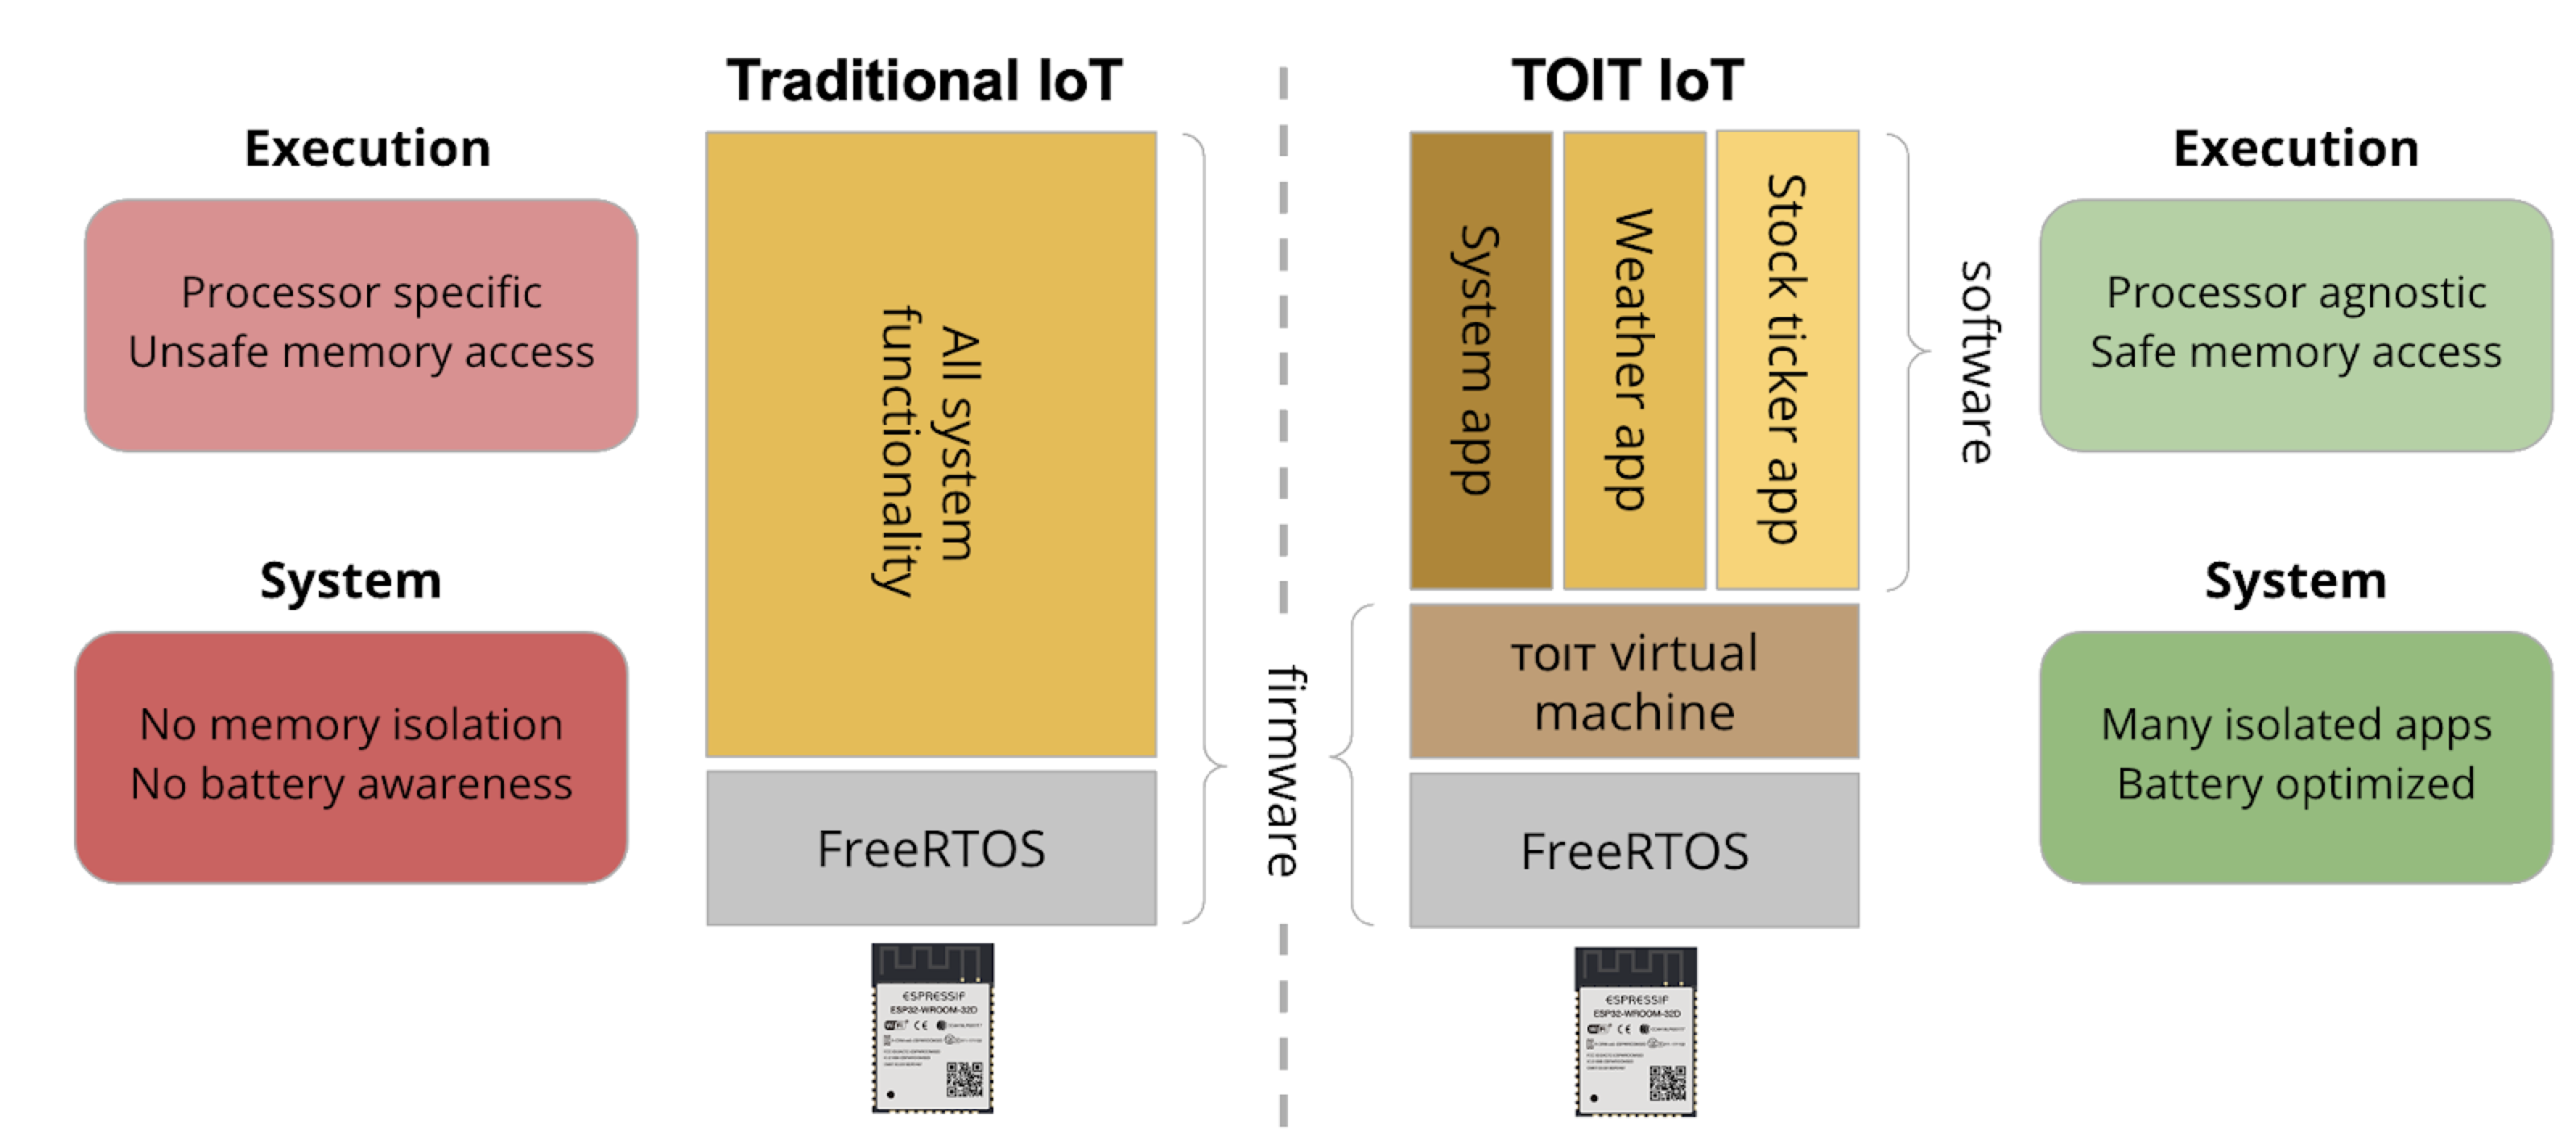 Traditional IoT
TOIT IoT
Execution
Processor specific
Unsafe memory access
System
No memory isolation
No battery awareness
All system
functionality
FreeRTOS
ESPRESSIF
ESP32-WROOM-32D
firmware
System app
Weather app
Stock ticker app
software
TOIT virtual
machine
FreeRTOS
ESPRESSIF
ESP32-WROOM-32D
Execution
Processor agnostic
Safe memory access
System
Many isolated apps
Battery optimized